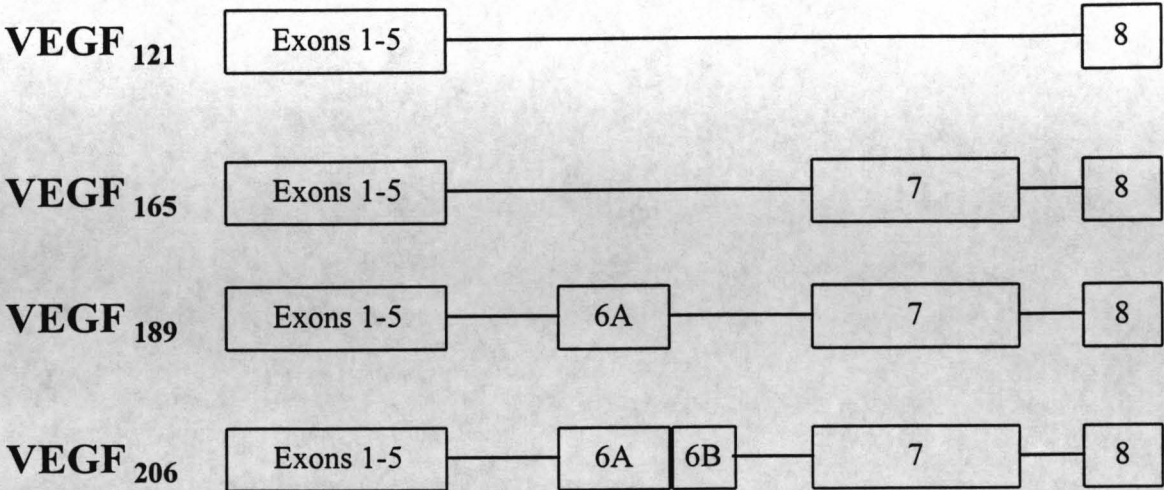 VEGF 121 Exons 1-5 8
VEGF 165 Exons 1-5 7 8
VEGF 189 Exons 1-5 6A 7 8
VEGF 206 Exons 1-5 6A 6B 7 8